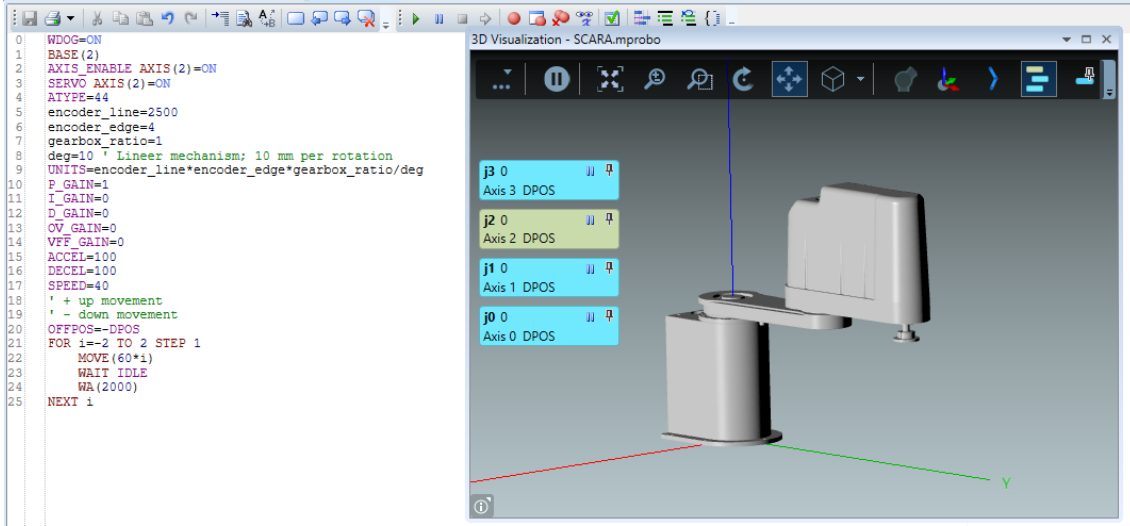 0 WDOG=ON
1 BASE(2)
2 AXIS_ENABLE AXIS(2)=ON
3 SERVO AXIS(2)=ON
4 ATYPE=44
5 encoder_line=2500
6 encoder_edge=4
7 gearbox_ratio=1
8 deg=10 ' Lineer mechanism; 10 mm per rotation
9 UNITS=encoder_line*encoder_edge*gearbox_ratio/deg
10 P_GAIN=1
11 I_GAIN=0
12 D_GAIN=0
13 OV_GAIN=0
14 VFF_GAIN=0
15 ACCEL=100
16 DECEL=100
17 SPEED=40
18 ' + up movement
19 ' - down movement
20 OFFPOS=-DPOS
21 FOR i=-2 TO 2 STEP 1
22 MOVE(60*i)
23 WAIT IDLE
24 WA(2000)
25 NEXT i
3D Visualization - SCARA.mprobo
j3 0
Axis 3 DPOS
j2 0
Axis 2 DPOS
j1 0
Axis 1 DPOS
j0 0
Axis 0 DPOS
Y